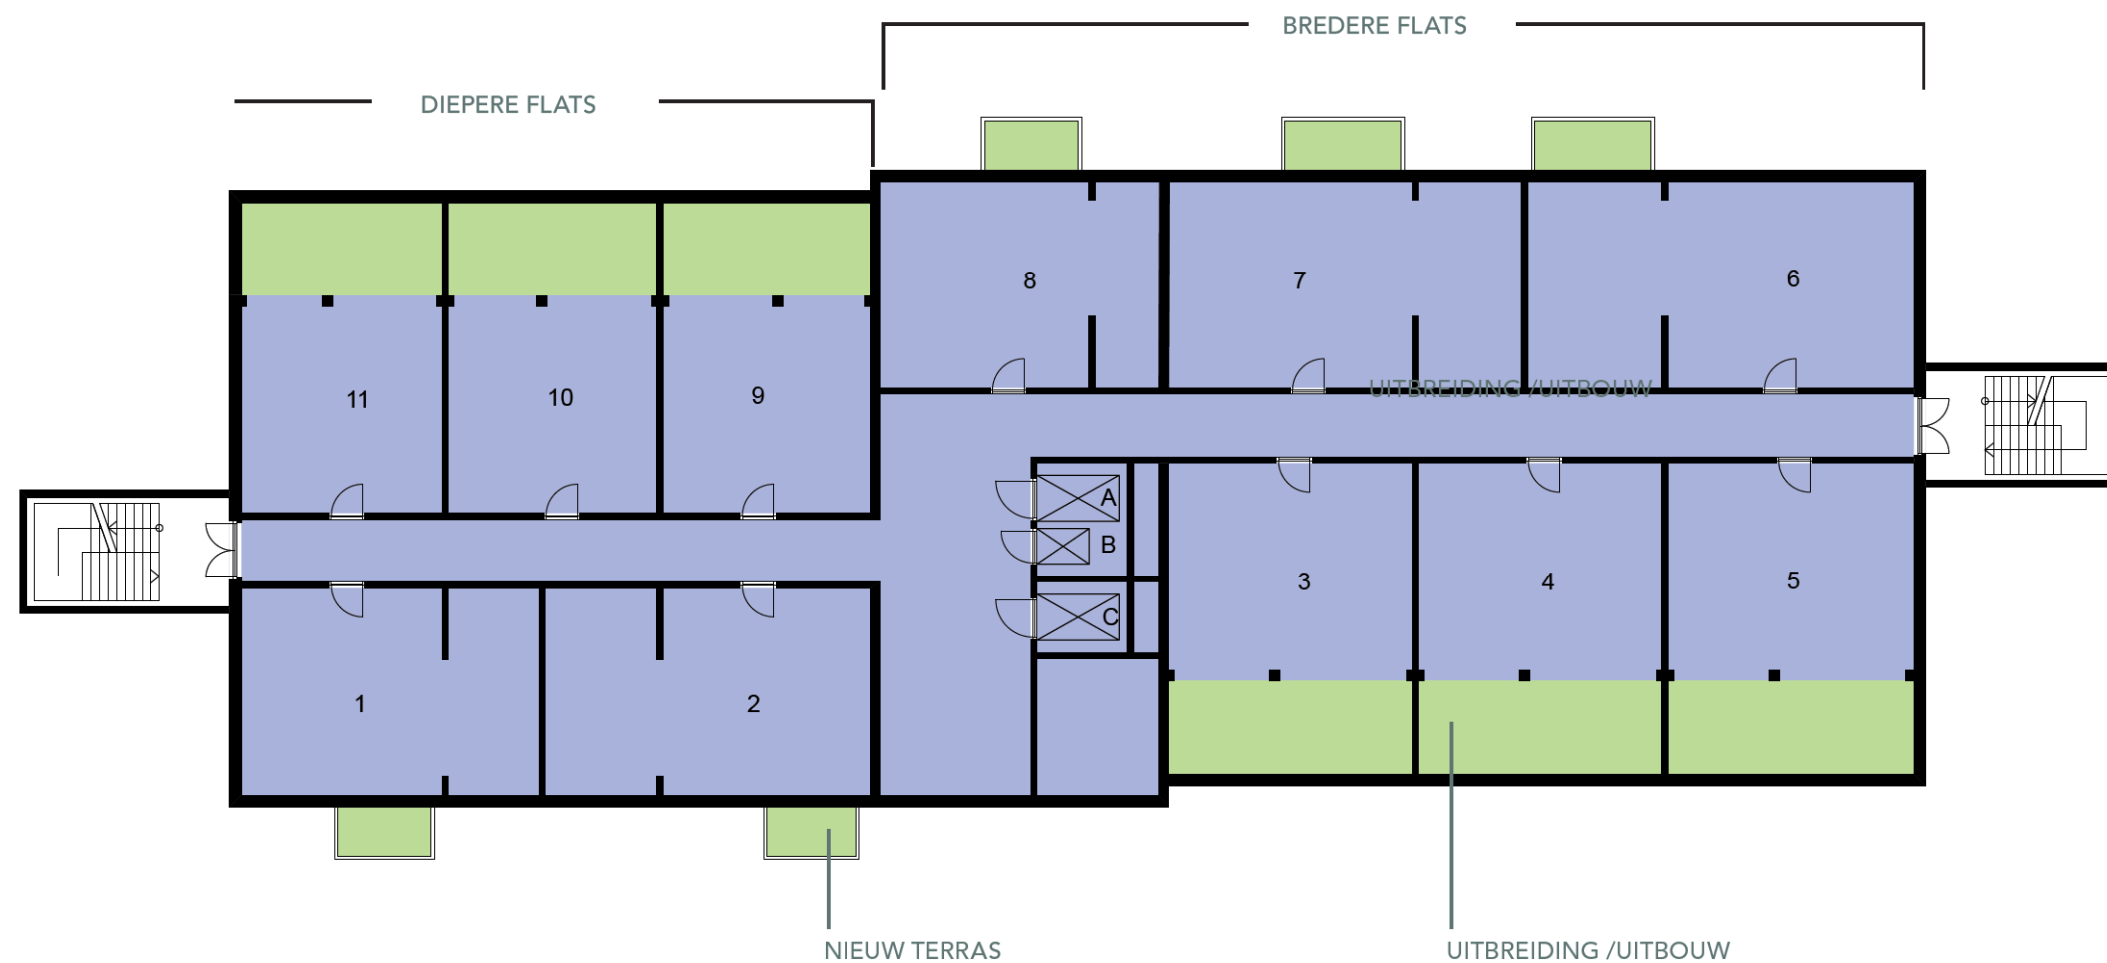 BREDERE FLATS
DIEPERE FLATS
8
7
6
UITBREIDING /UITBOUW
11
10
9
A
B
C
3
4
5
1
2
NIEUW TERRAS
UITBREIDING /UITBOUW